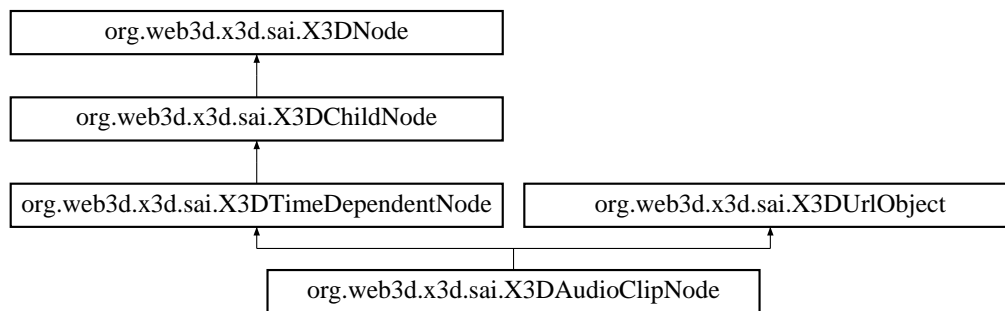 org.web3d.x3d.sai.X3DNode
org.web3d.x3d.sai.X3DChildNode
org.web3d.x3d.sai.X3DTimeDependentNode
org.web3d.x3d.sai.X3DUrlObject
org.web3d.x3d.sai.X3DAudioClipNode